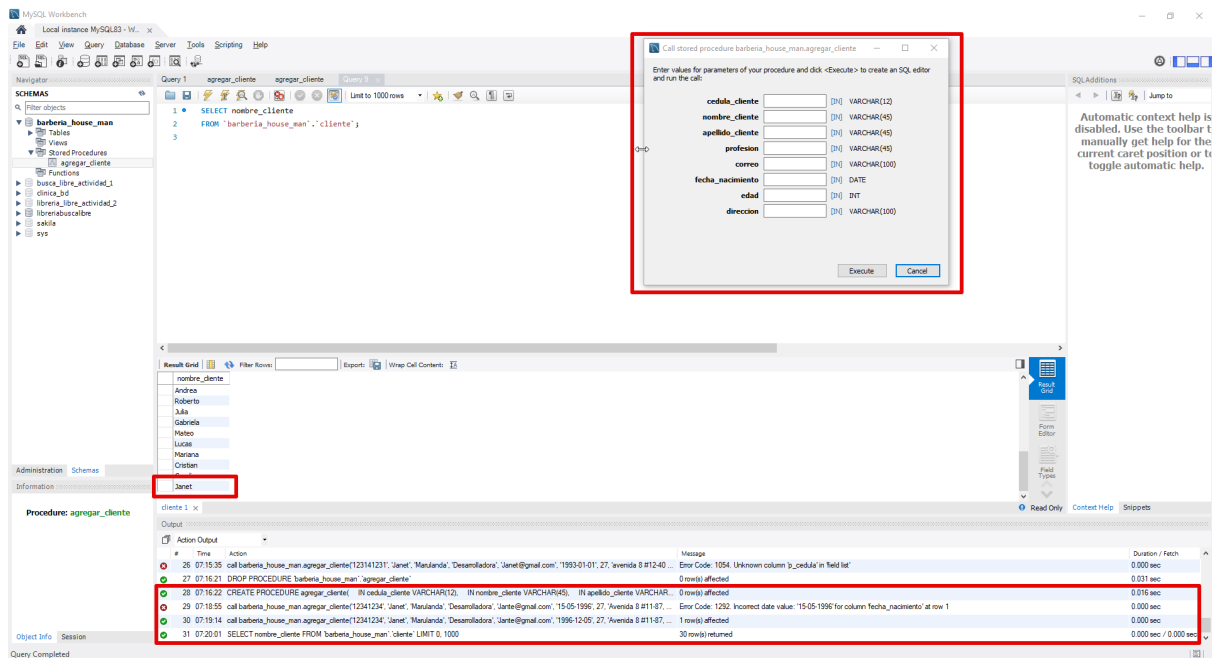 MySQL Workbench
Local instance MySQL83 - W... ×
File Edit View Query Database Server Tools Scripting Help
Navigator
SCHEMAS
Filter objects
barberia_house_man
Tables
Views
Stored Procedures
agregar_cliente
Functions
busca_libre_actividad_1
clinica_bd
libreria_libre_actividad_2
libreriabuscalibre
sakila
sys
Administration Schemas
Information
Procedure: agregar_cliente
Object Info Session
Query Completed
Query 1 agregar_cliente agregar_cliente Query 9 ×
Limit to 1000 rows
1 SELECT nombre_cliente
2 FROM `barberia_house_man`.`cliente`;
3
Call stored procedure barberia_house_man.agregar_cliente
Enter values for parameters of your procedure and click <Execute> to create an SQL editor
and run the call:
cedula_cliente [IN] VARCHAR(12)
nombre_cliente [IN] VARCHAR(45)
apellido_cliente [IN] VARCHAR(45)
profesion [IN] VARCHAR(45)
correo [IN] VARCHAR(100)
fecha_nacimiento [IN] DATE
edad [IN] INT
direccion [IN] VARCHAR(100)
Execute Cancel
SQLAdditions
Jump to
Automatic context help is
disabled. Use the toolbar t
manually get help for the
current caret position or to
toggle automatic help.
Context Help Snippets
Result Grid Filter Rows: Export: Wrap Cell Content:
nombre_cliente
Andrea
Roberto
Julia
Gabriela
Mateo
Lucas
Mariana
Cristian
Janet
Result
Grid
Form
Editor
Field
Types
cliente 1 × Read Only
Output
Action Output
# Time Action Message Duration / Fetch
26 07:15:35 call barberia_house_man.agregar_cliente('123141231', 'Janet', 'Marulanda', 'Desarrolladora', 'Janet@gmail.com', '1993-01-01', 27, 'avenida 8 #12-40 ... Error Code: 1054. Unknown column 'p_cedula' in 'field list' 0.000 sec
27 07:16:21 DROP PROCEDURE `barberia_house_man`.`agregar_cliente` 0 row(s) affected 0.031 sec
28 07:16:22 CREATE PROCEDURE agregar_cliente( IN cedula_cliente VARCHAR(12), IN nombre_cliente VARCHAR(45), IN apellido_cliente VARCHAR... 0 row(s) affected 0.016 sec
29 07:18:55 call barberia_house_man.agregar_cliente('12341234', 'Janet', 'Marulanda', 'Desarolladora', 'Jante@gmail.com', '15-05-1996', 27, 'Avenida 8 #11-87, ... Error Code: 1292. Incorrect date value: '15-05-1996' for column 'fecha_nacimiento' at row 1 0.000 sec
30 07:19:14 call barberia_house_man.agregar_cliente('12341234', 'Janet', 'Marulanda', 'Desarolladora', 'Jante@gmail.com', '1996-12-05', 27, 'Avenida 8 #11-87, ... 1 row(s) affected 0.000 sec
31 07:20:01 SELECT nombre_cliente FROM `barberia_house_man`.`cliente` LIMIT 0, 1000 30 row(s) returned 0.000 sec / 0.000 sec